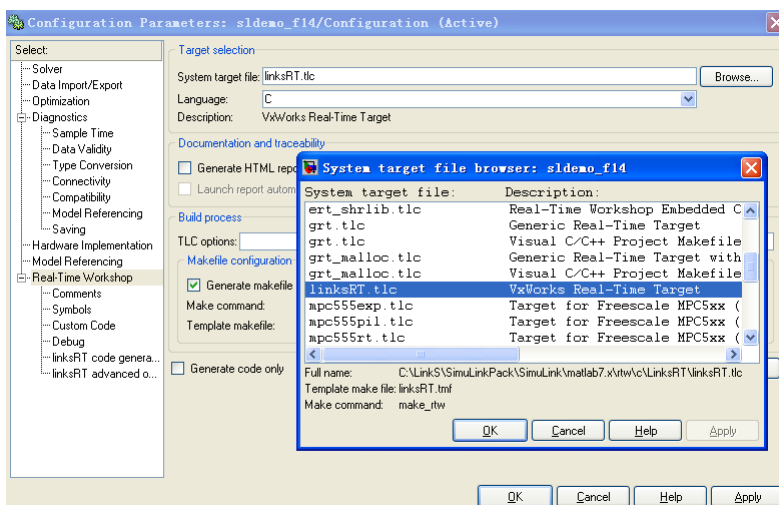 Configuration Parameters: sldemo_f14/Configuration (Active)
Select:
Solver
Data Import/Export
Optimization
Diagnostics
Sample Time
Data Validity
Type Conversion
Connectivity
Compatibility
Model Referencing
Saving
Hardware Implementation
Model Referencing
Real-Time Workshop
Comments
Symbols
Custom Code
Debug
linksRT code genera...
linksRT advanced o...
Target selection
System target file: linksRT.tlc Browse...
Language: C
Description: VxWorks Real-Time Target
Documentation and traceability
Generate HTML repo
Launch report autom
Build process
TLC options:
Makefile configuration
Generate makefile
Make command:
Template makefile:
Generate code only
System target file browser: sldemo_f14
System target file: Description:
ert_shrlib.tlc Real-Time Workshop Embedded C
grt.tlc Generic Real-Time Target
grt.tlc Visual C/C++ Project Makefile
grt_malloc.tlc Generic Real-Time Target with
grt_malloc.tlc Visual C/C++ Project Makefile
linksRT.tlc VxWorks Real-Time Target
mpc555exp.tlc Target for Freescale MPC5xx (
mpc555pil.tlc Target for Freescale MPC5xx (
mpc555rt.tlc Target for Freescale MPC5xx (
Full name: C:\LinkS\SimuLinkPack\SimuLink\matlab7.x\rtw\c\LinksRT\linksRT.tlc
Template make file: linksRT.tmf
Make command: make_rtw
OK Cancel Help Apply
OK Cancel Help Apply